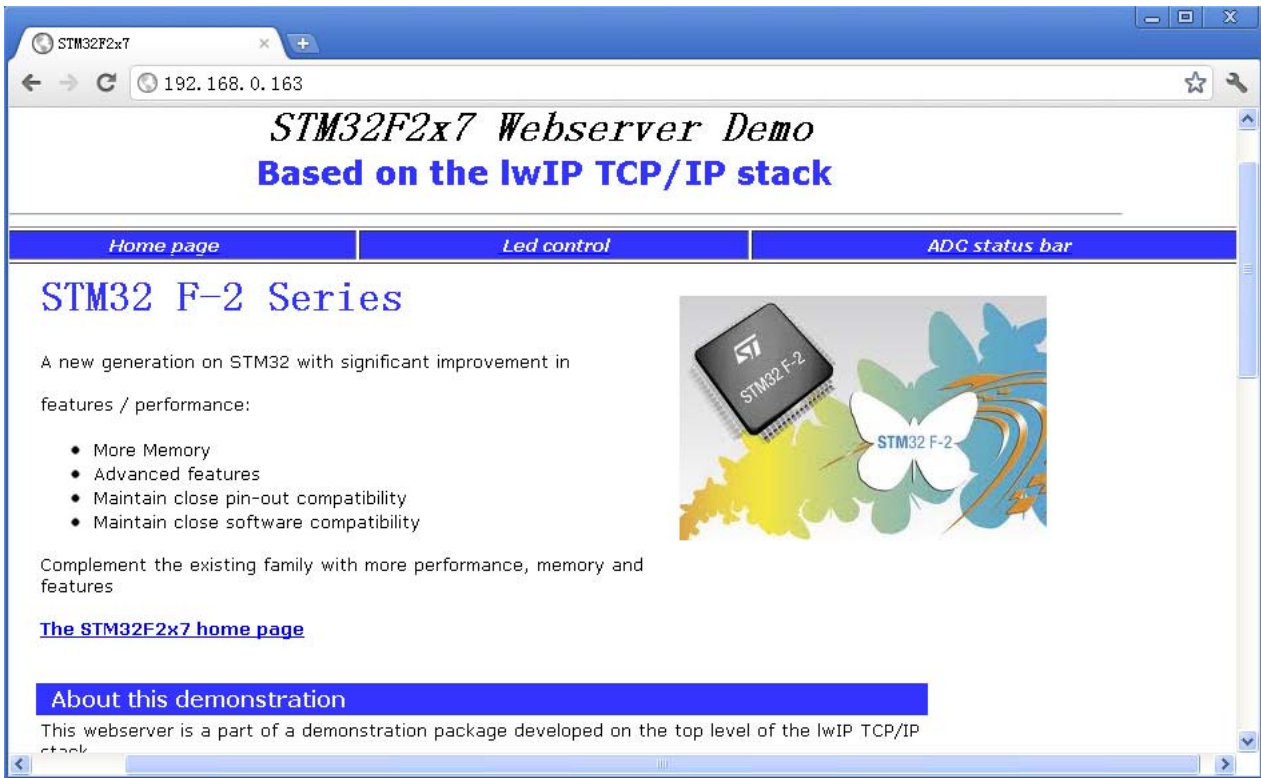 STM32F2x7
192.168.0.163
STM32F2x7 Webserver Demo
Based on the lwIP TCP/IP stack
Home page
Led control
ADC status bar
STM32 F-2 Series
A new generation on STM32 with significant improvement in
features / performance:
More Memory
Advanced features
Maintain close pin-out compatibility
Maintain close software compatibility
Complement the existing family with more performance, memory and
features
The STM32F2x7 home page
ST
STM32 F-2
STM32 F-2
About this demonstration
This webserver is a part of a demonstration package developed on the top level of the lwIP TCP/IP
stack